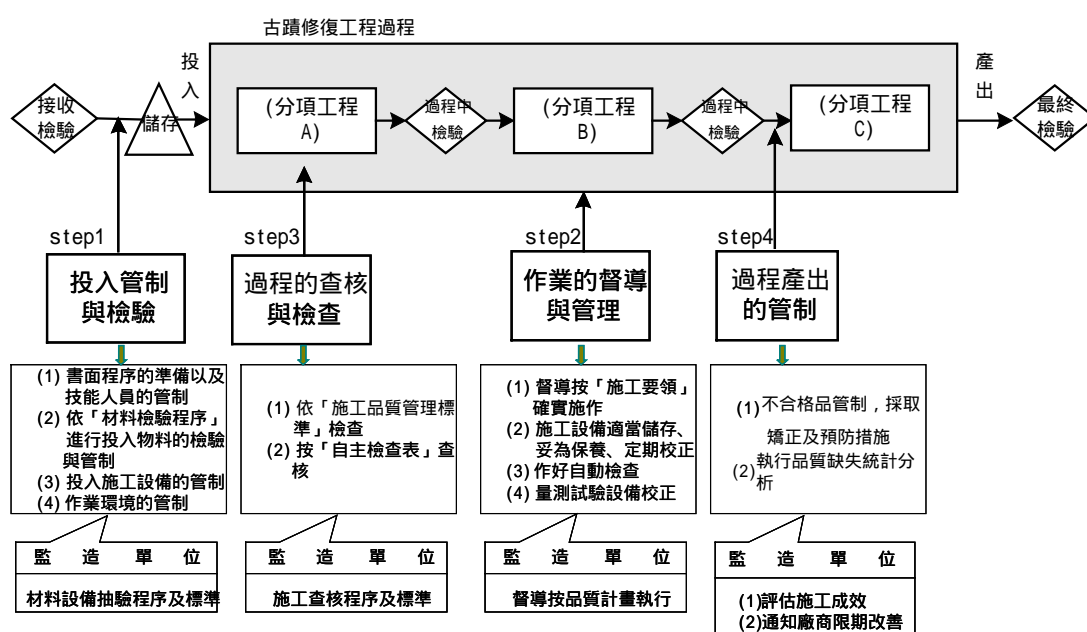 古蹟修復工程過程
投入
產出
接收
檢驗
儲存
(分項工程
A)
過程中
檢驗
(分項工程
B)
過程中
檢驗
(分項工程
C)
最終
檢驗
step1
投入管制
與檢驗
step3
過程的查核
與檢查
step2
作業的督導
與管理
step4
過程產出
的管制
(1) 書面程序的準備以及
技能人員的管制
(2) 依「材料檢驗程序」
進行投入物料的檢驗
與管制
(3) 投入施工設備的管制
(4) 作業環境的管制
(1) 依「施工品質管理標
準」檢查
(2) 按「自主檢查表」查
核
(1) 督導按「施工要領」
確實施作
(2) 施工設備適當儲存、
妥為保養、定期校正
(3) 作好自動檢查
(4) 量測試驗設備校正
(1) 不合格品管制，採取
矯正及預防措施
(2) 執行品質缺失統計分
析
監造單位
材料設備抽驗程序及標準
監造單位
施工查核程序及標準
監造單位
督導按品質計畫執行
監造單位
(1)評估施工成效
(2)通知廠商限期改善